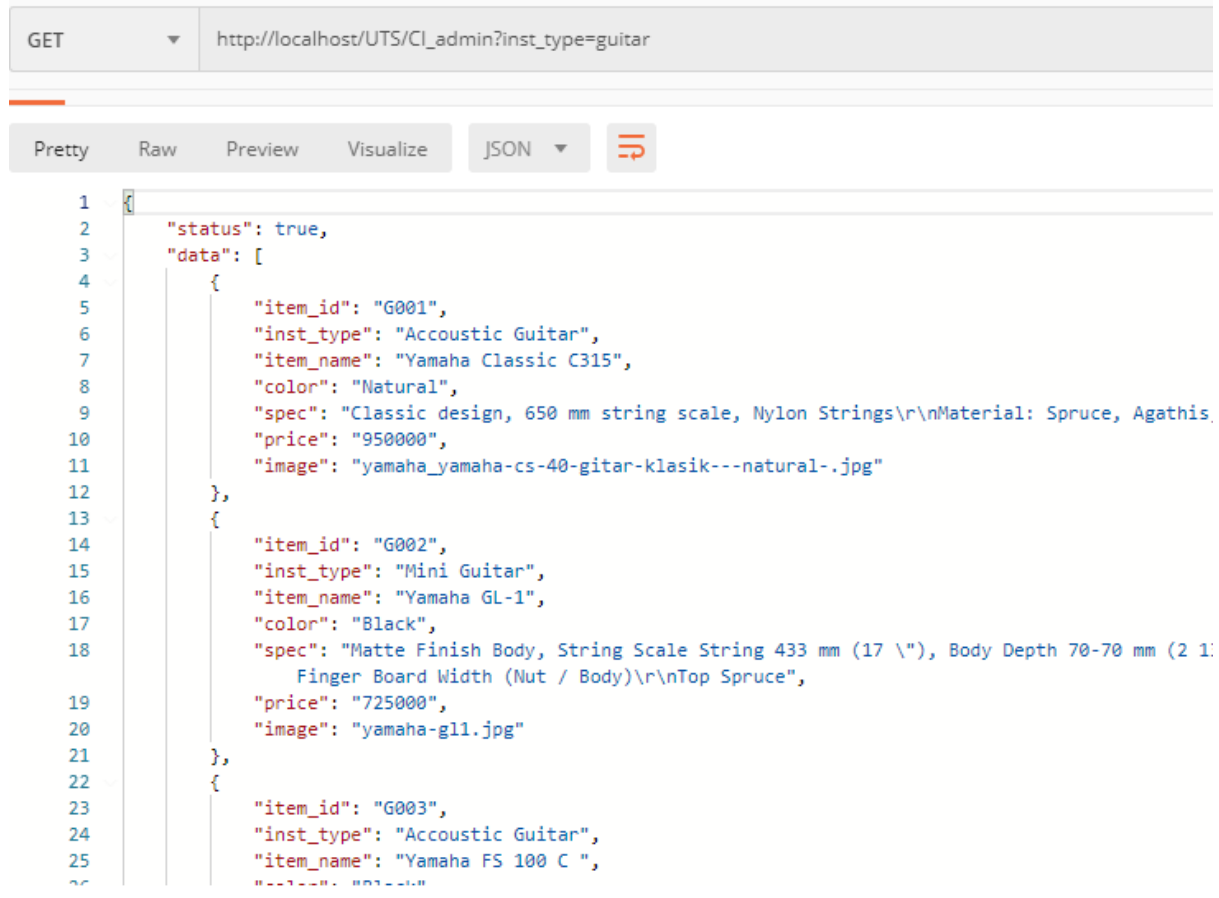 GET http://localhost/UTS/CI_admin?inst_type=guitar
Pretty Raw Preview Visualize JSON
1 {
2 "status": true,
3 "data": [
4 {
5 "item_id": "G001",
6 "inst_type": "Accoustic Guitar",
7 "item_name": "Yamaha Classic C315",
8 "color": "Natural",
9 "spec": "Classic design, 650 mm string scale, Nylon Strings\r\nMaterial: Spruce, Agathis,
10 "price": "950000",
11 "image": "yamaha_yamaha-cs-40-gitar-klasik---natural-.jpg"
12 },
13 {
14 "item_id": "G002",
15 "inst_type": "Mini Guitar",
16 "item_name": "Yamaha GL-1",
17 "color": "Black",
18 "spec": "Matte Finish Body, String Scale String 433 mm (17 \"), Body Depth 70-70 mm (2
Finger Board Width (Nut / Body)\r\nTop Spruce",
19 "price": "725000",
20 "image": "yamaha-gl1.jpg"
21 },
22 {
23 "item_id": "G003",
24 "inst_type": "Accoustic Guitar",
25 "item_name": "Yamaha FS 100 C ",
26 "color": "Black"